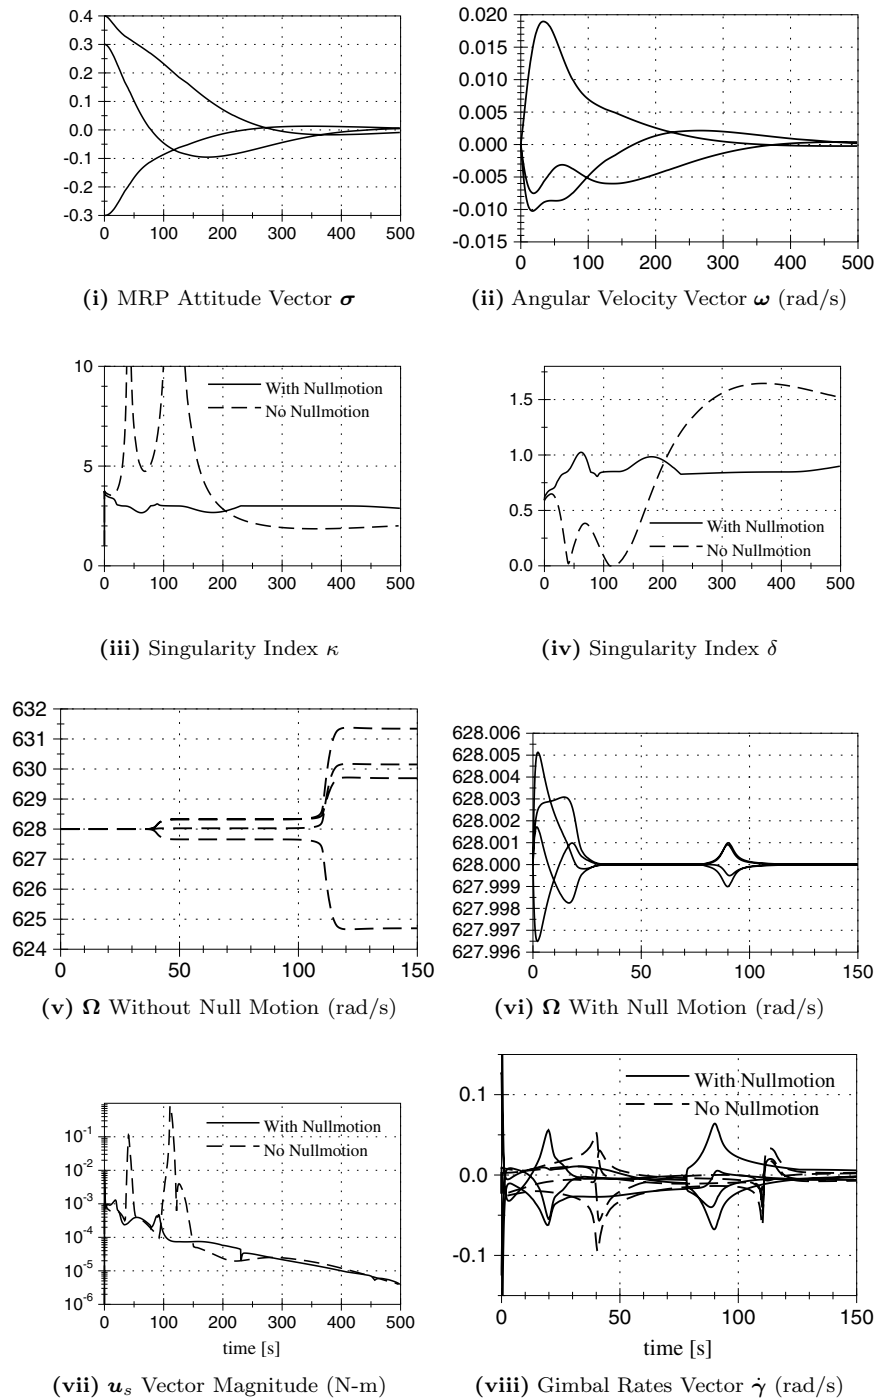 0.4
0.3
0.2
0.1
0.0
-0.1
-0.2
-0.3
0 100 200 300 400 500
(i) MRP Attitude Vector σ
0.020
0.015
0.010
0.005
0.000
-0.005
-0.010
-0.015
0 100 200 300 400 500
(ii) Angular Velocity Vector ω (rad/s)
10
5
0
With Nullmotion
No Nullmotion
0 100 200 300 400 500
(iii) Singularity Index κ
1.5
1.0
0.5
0.0
With Nullmotion
No Nullmotion
0 100 200 300 400 500
(iv) Singularity Index δ
632
631
630
629
628
627
626
625
624
0 50 100 150
(v) Ω Without Null Motion (rad/s)
628.006
628.005
628.004
628.003
628.002
628.001
628.000
627.999
627.998
627.997
627.996
0 50 100 150
(vi) Ω With Null Motion (rad/s)
10-1
10-2
10-3
10-4
10-5
10-6
With Nullmotion
No Nullmotion
0 100 200 300 400 500
time [s]
(vii) uₛ Vector Magnitude (N-m)
0.1
0.0
-0.1
With Nullmotion
No Nullmotion
0 50 100 150
time [s]
(viii) Gimbal Rates Vector γ̇ (rad/s)